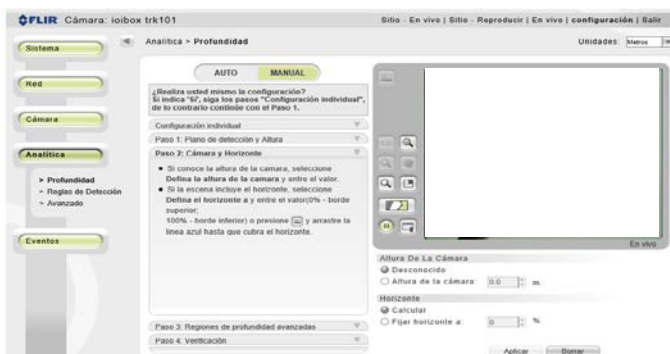 FLIR Cámara: ioibox trk101
Sitio - En vivo | Sitio - Reproducir | En vivo | configuración | Salir
Sistema
Red
Cámara
Analítica
Profundidad
Reglas de Detección
Avanzado
Eventos
Analítica > Profundidad
Unidades: Metros
AUTO MANUAL
¿Realiza usted mismo la configuración?
Si indica 'Sí', siga los pasos "Configuración individual",
de lo contrario continúe con el Paso 1.
Configuración individual
Paso 1: Plano de detección y Altura
Paso 2: Cámara y Horizonte
Si conoce la altura de la camara, seleccione
Defina la altura de la camara y entre el valor.
Si la escena incluye el horizonte, seleccione
Defina el horizonte a y entre el valor(0% - borde
superior;
100% - borde inferior) o presione y arrastre la
linea azul hasta que cubra el horizonte.
Paso 3: Regiones de profundidad avanzadas
Paso 4: Verificación
En vivo
Altura De La Cámara
Desconocido
Altura de la cámara: 0.0 m.
Horizonte
Calcular
Fijar horizonte a: 0 %
Aplicar Borrar